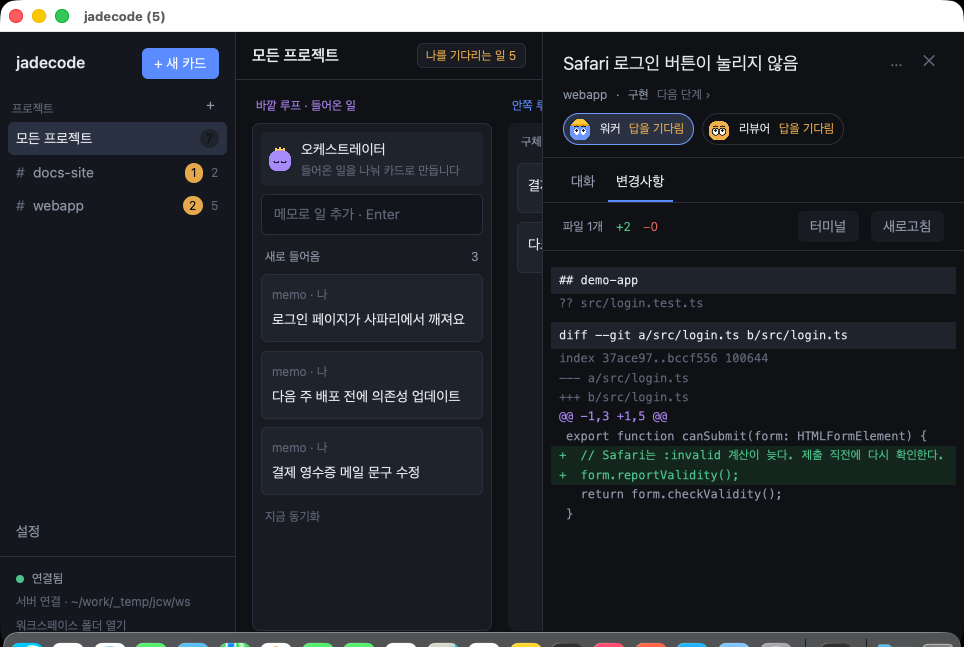 jadecode (5)
jadecode
+ 새 카드
프로젝트
+
모든 프로젝트 7
# docs-site 1 2
# webapp 2 5
설정
연결됨
서버 연결 · ~/work/_temp/jcw/ws
워크스페이스 폴더 열기
모든 프로젝트
나를 기다리는 일 5
바깥 루프 · 들어온 일
오케스트레이터
들어온 일을 나눠 카드로 만듭니다
메모로 일 추가 · Enter
새로 들어옴 3
memo · 나
로그인 페이지가 사파리에서 깨져요
memo · 나
다음 주 배포 전에 의존성 업데이트
memo · 나
결제 영수증 메일 문구 수정
지금 동기화
안쪽
구체
Safari 로그인 버튼이 눌리지 않음
...
webapp · 구현 다음 단계 ›
워커 답을 기다림
리뷰어 답을 기다림
대화 변경사항
파일 1개 +2 −0
터미널
새로고침
## demo-app
?? src/login.test.ts
diff --git a/src/login.ts b/src/login.ts
index 37ace97..bccf556 100644
--- a/src/login.ts
+++ b/src/login.ts
@@ -1,3 +1,5 @@
export function canSubmit(form: HTMLFormElement) {
+ // Safari는 :invalid 계산이 늦다. 제출 직전에 다시 확인한다.
+ form.reportValidity();
return form.checkValidity();
}